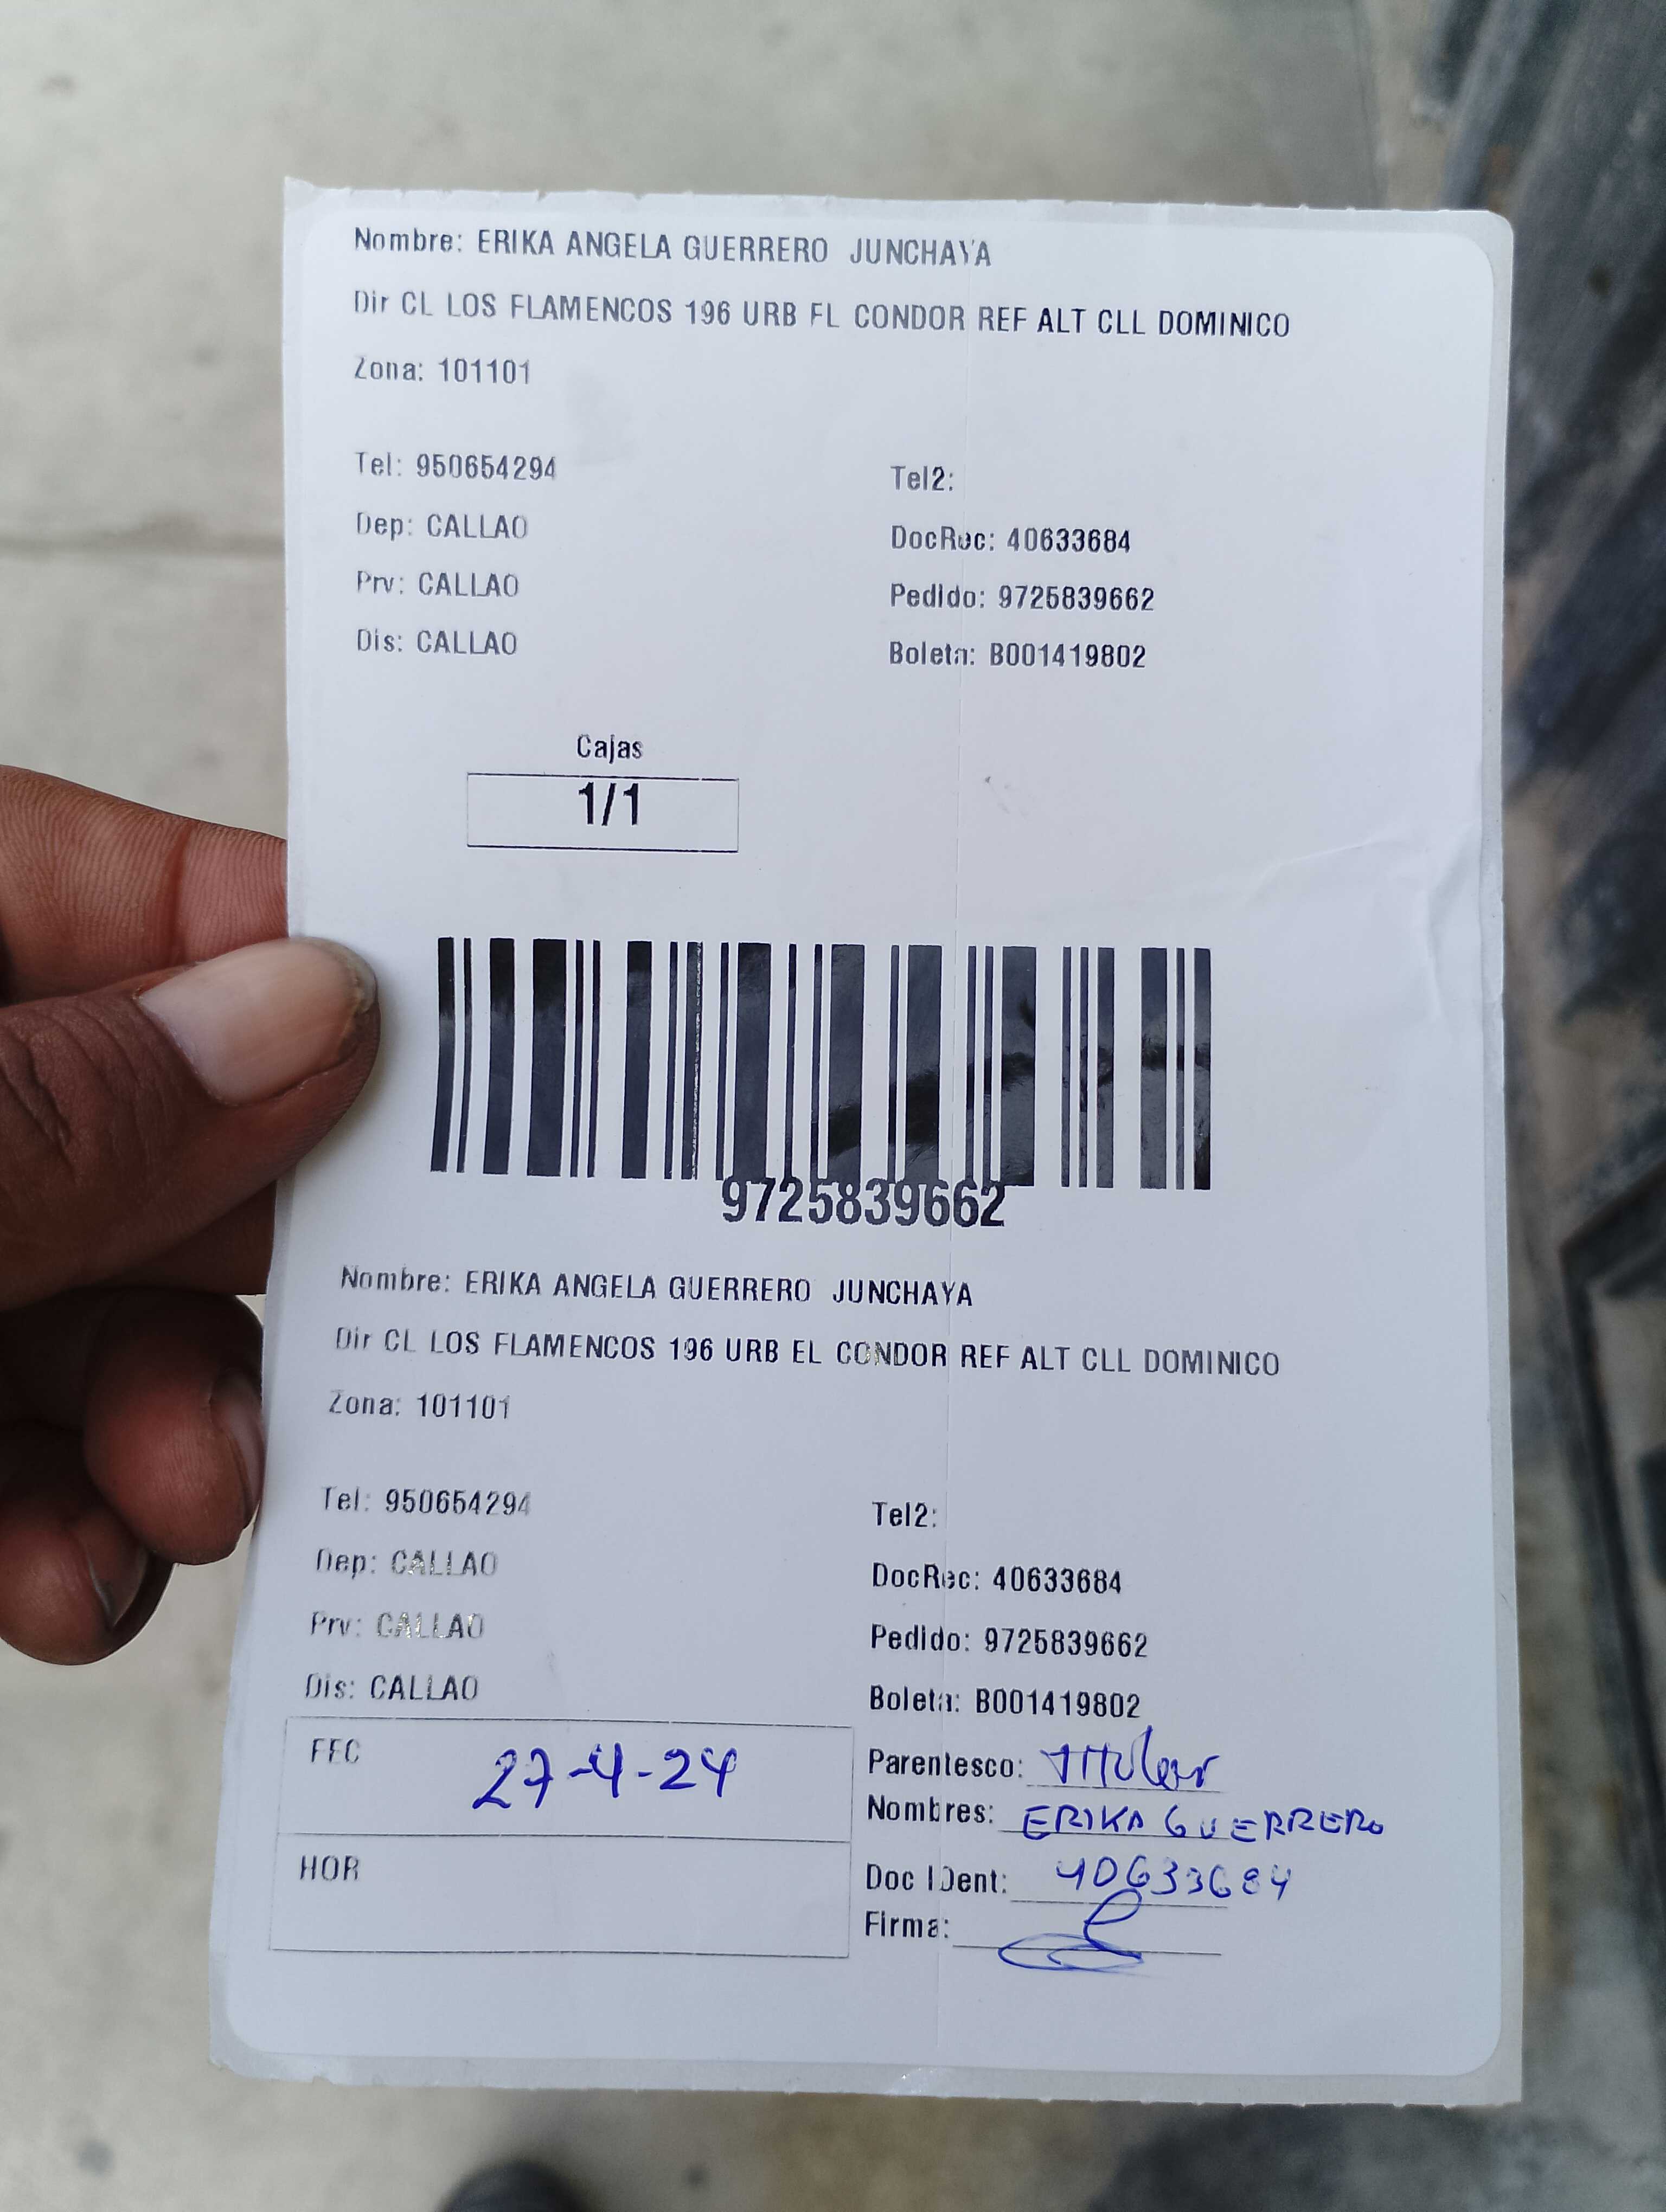 Nombre: ERIKA ANGELA GUERRERO JUNCHAYA
Dir CL LOS FLAMENCOS 196 URB EL CONDOR REF ALT CLL DOMINICO
Zona: 101101
Tel: 950654294 Tel2:
Dep: CALLAO DocRec: 40633684
Prv: CALLAO Pedido: 9725839662
Dis: CALLAO Boleta: B001419802
Cajas
1/1
9725839662
Nombre: ERIKA ANGELA GUERRERO JUNCHAYA
Dir CL LOS FLAMENCOS 196 URB EL CONDOR REF ALT CLL DOMINICO
Zona: 101101
Tel: 950654294 Tel2:
Dep: CALLAO DocRec: 40633684
Prv: CALLAO Pedido: 9725839662
Dis: CALLAO Boleta: B001419802
FEC 27-4-24 Parentesco: titular
Nombres: ERIKA GUERRERO
HOR Doc IDent: 40633684
Firma: